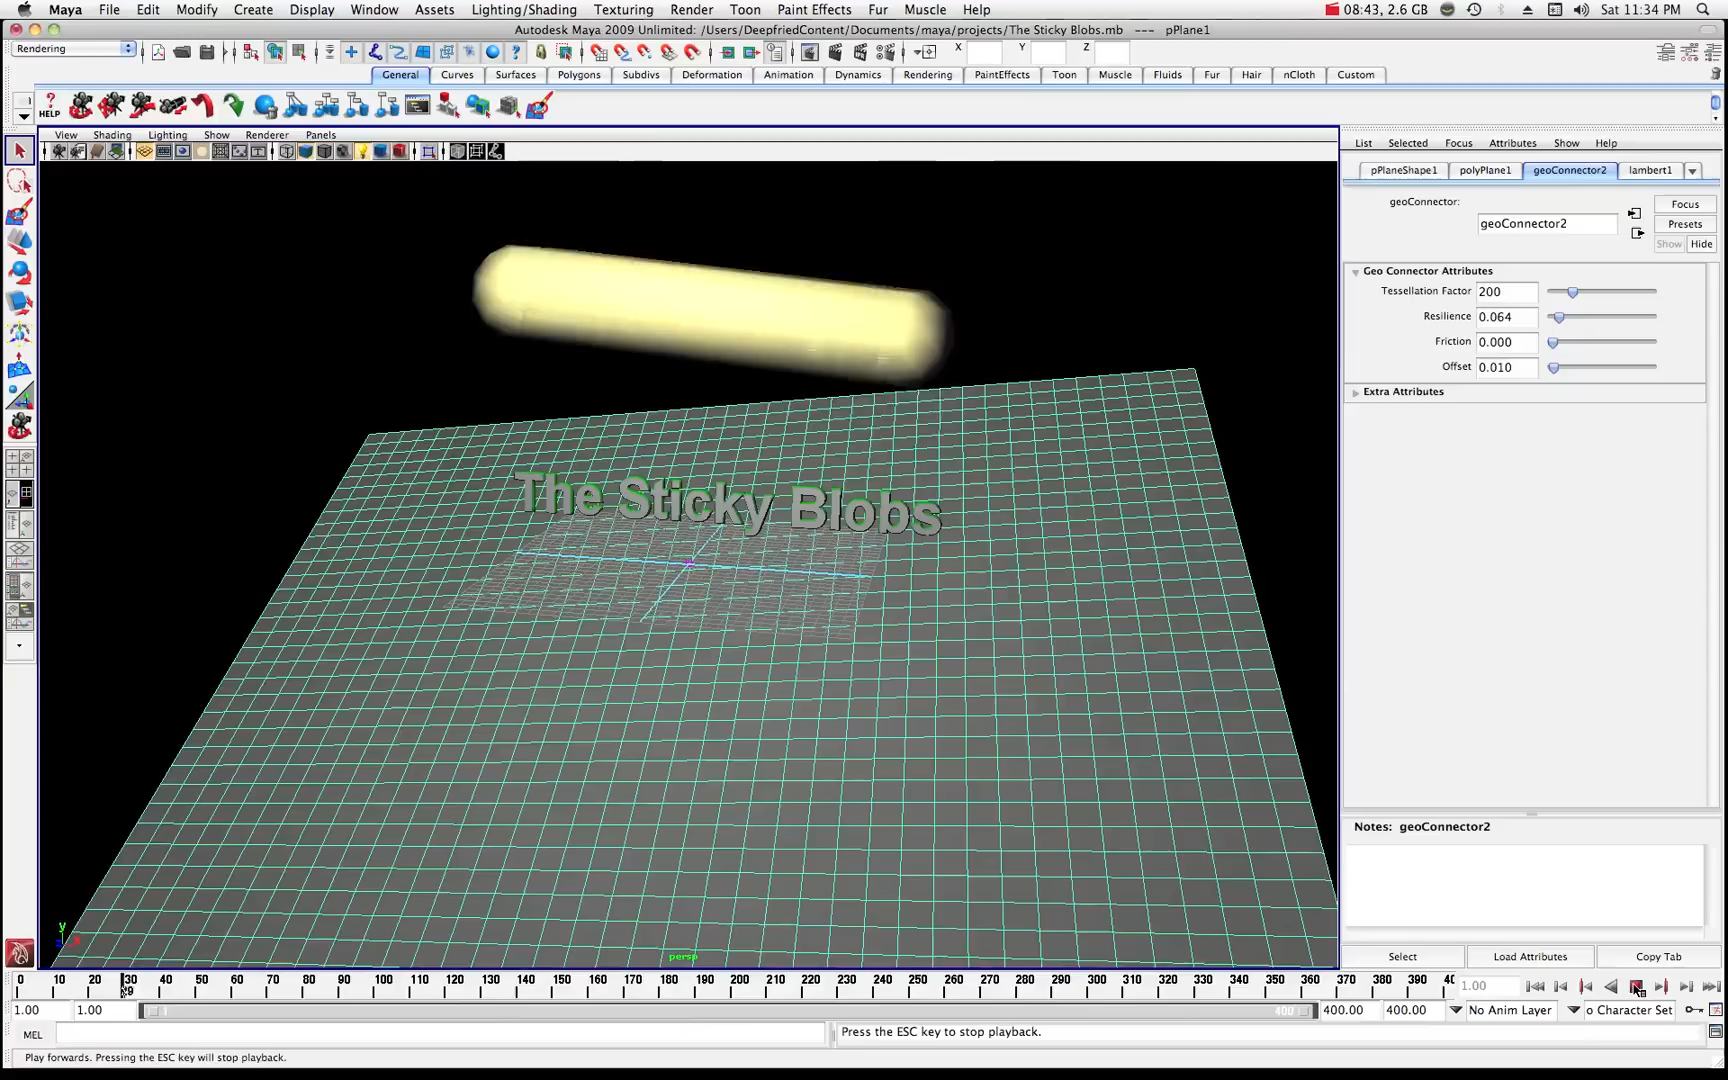 Maya File Edit Modify Create Display Window Assets Lighting/Shading Texturing Render Toon Paint Effects Fur Muscle Help 08:43, 2.6 GB Sat 11:34 PM
Autodesk Maya 2009 Unlimited: /Users/DeepfriedContent/Documents/maya/projects/The Sticky Blobs.mb --- pPlane1
Rendering X Y Z
General Curves Surfaces Polygons Subdivs Deformation Animation Dynamics Rendering PaintEffects Toon Muscle Fluids Fur Hair nCloth Custom
HELP
View Shading Lighting Show Renderer Panels
List Selected Focus Attributes Show Help
pPlaneShape1 polyPlane1 geoConnector2 lambert1
geoConnector: geoConnector2
Focus
Presets
Show Hide
Geo Connector Attributes
Tessellation Factor 200
Resilience 0.064
Friction 0.000
Offset 0.010
Extra Attributes
The Sticky Blobs
Notes: geoConnector2
y
persp
Select Load Attributes Copy Tab
0 10 20 30 40 50 60 70 80 90 100 110 120 130 140 150 160 170 180 190 200 210 220 230 240 250 260 270 280 290 300 310 320 330 340 350 360 370 380 390 40 1.00
29
1.00 1.00 1 400 400.00 400.00 No Anim Layer o Character Set
MEL Press the ESC key to stop playback.
Play forwards. Pressing the ESC key will stop playback.